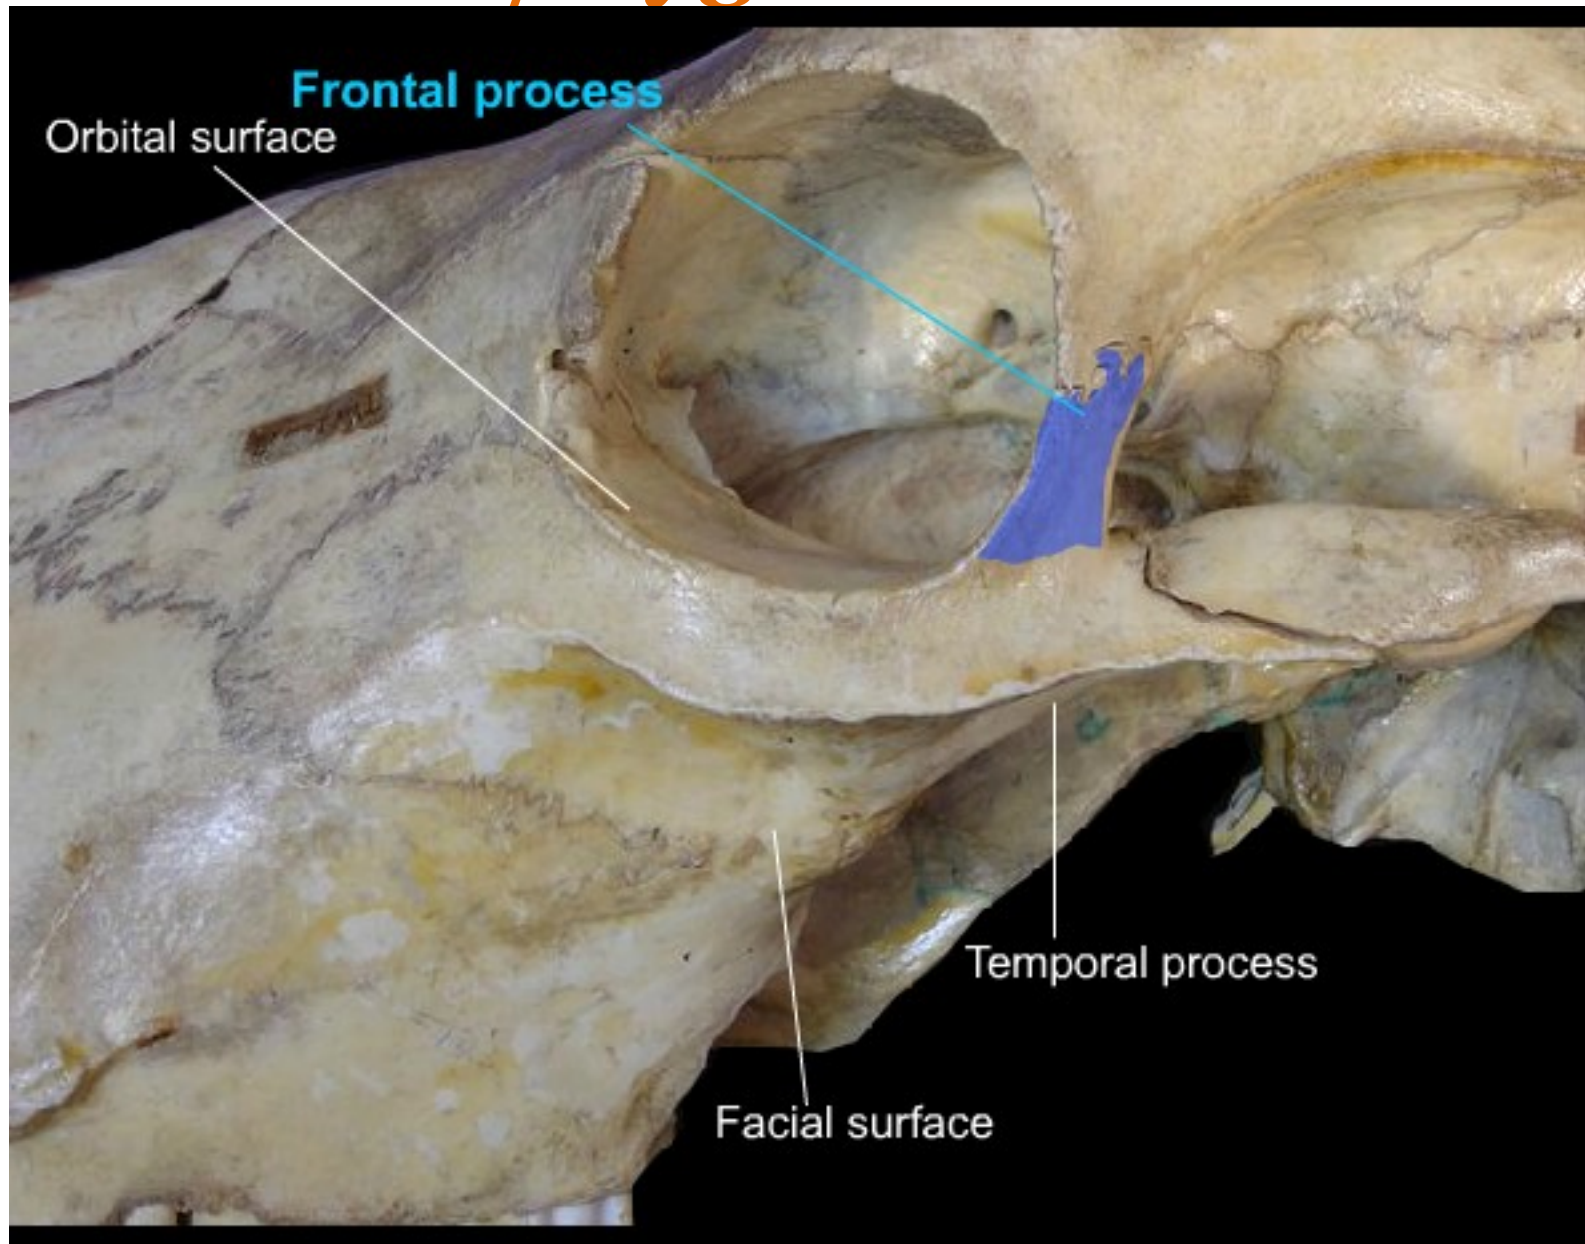 Frontal process
Orbital surface
Temporal process
Facial surface